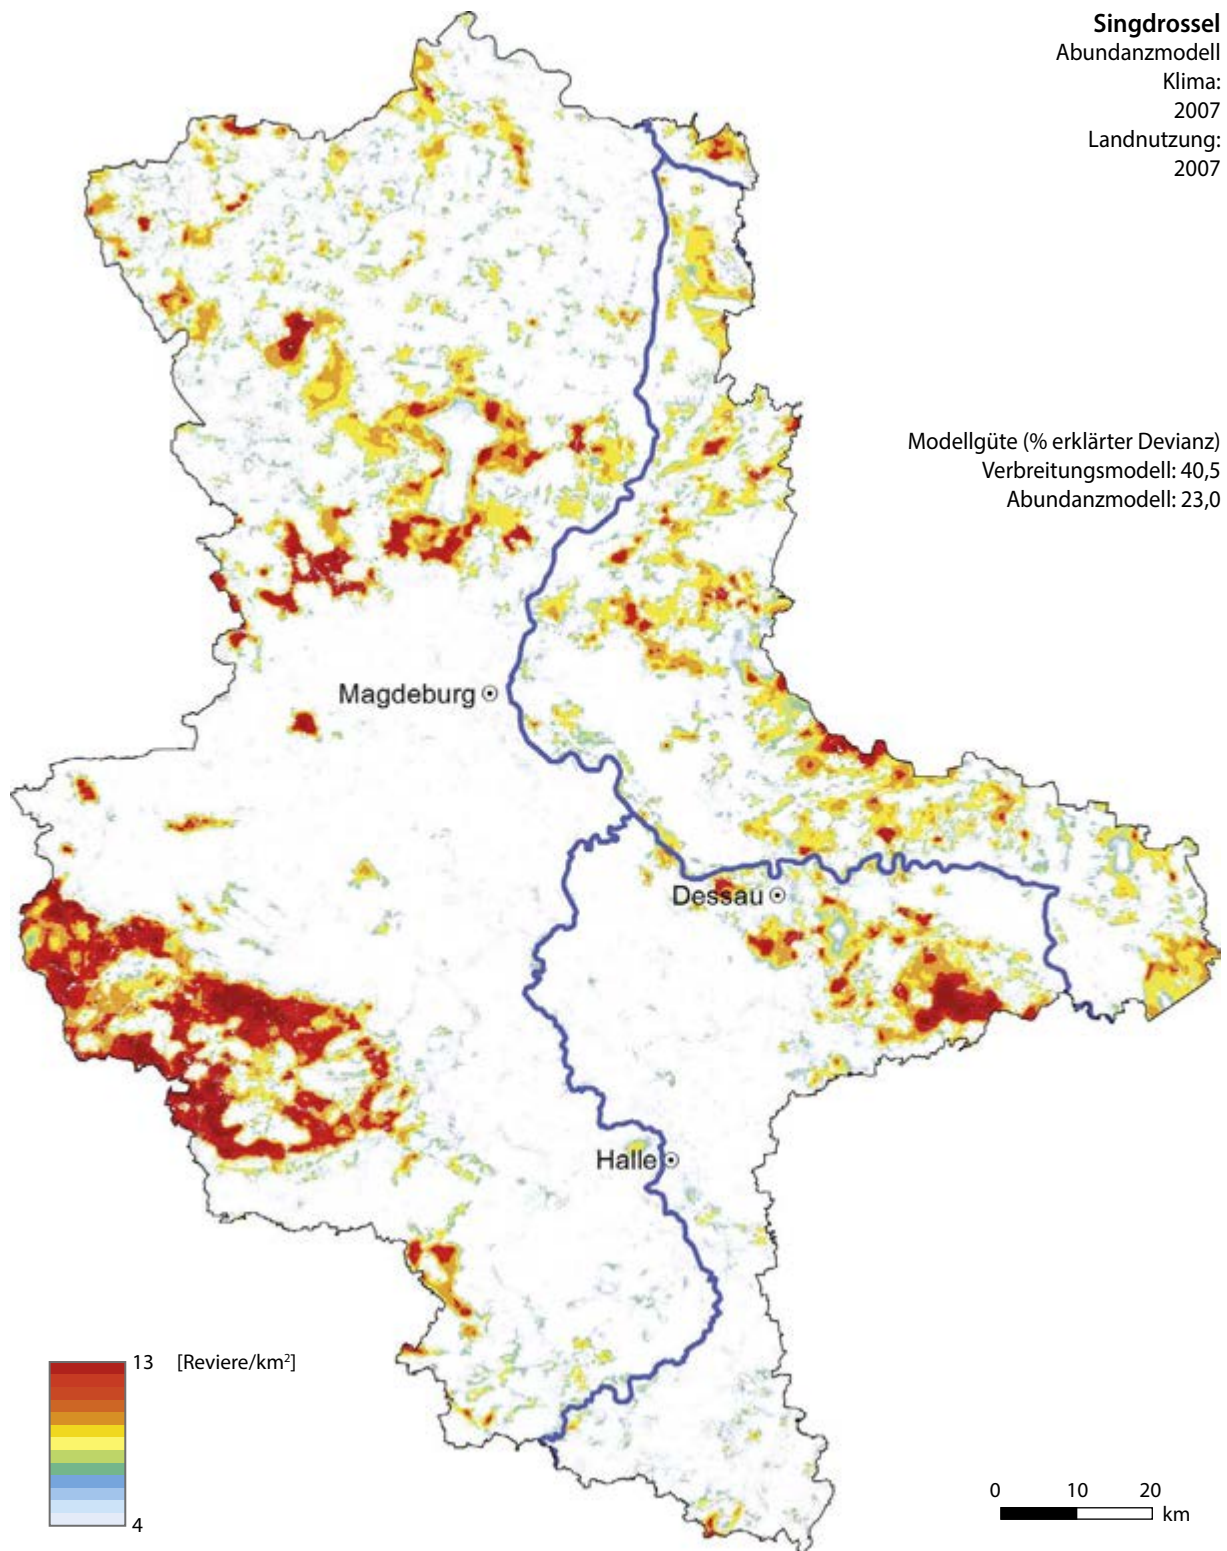 Singdrossel
Abundanzmodell
Klima:
2007
Landnutzung:
2007
Modellgüte (% erklärter Devianz)
Verbreitungsmodell: 40,5
Abundanzmodell: 23,0
Magdeburg
Dessau
Halle
13 [Reviere/km²]
4
0 10 20
km